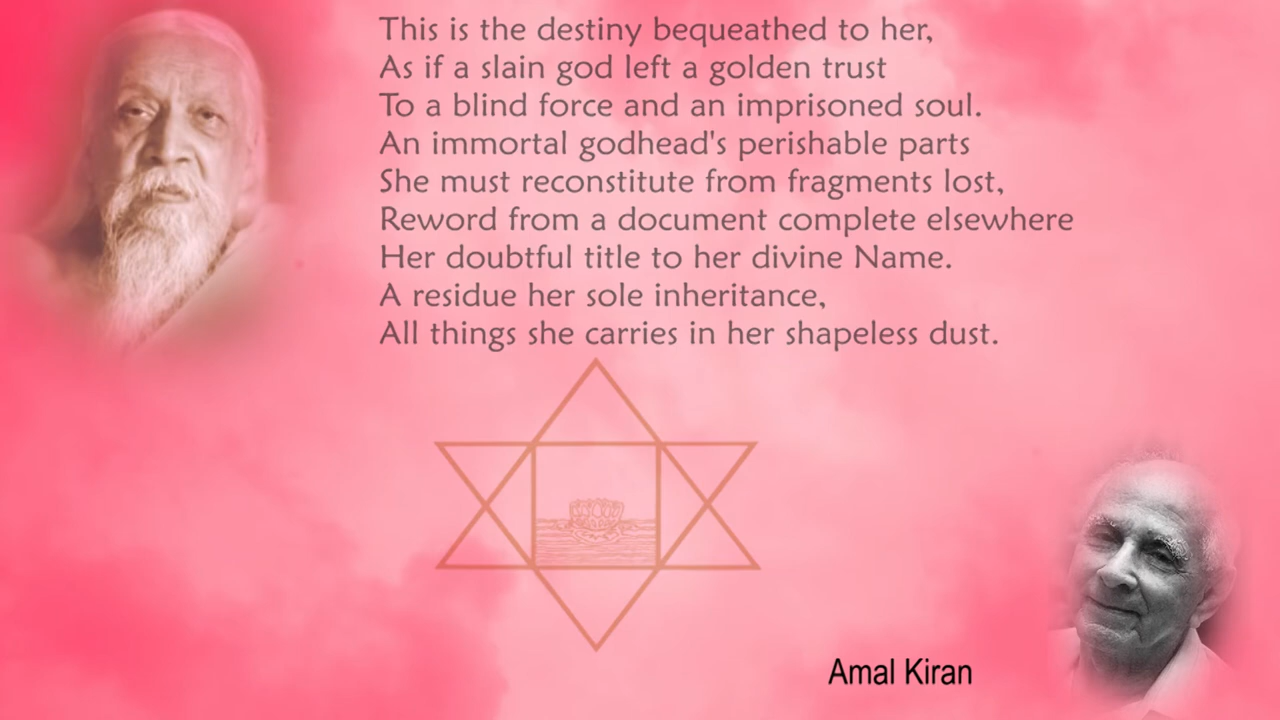 This is the destiny bequeathed to her,
As if a slain god left a golden trust
To a blind force and an imprisoned soul.
An immortal godhead's perishable parts
She must reconstitute from fragments lost,
Reword from a document complete elsewhere
Her doubtful title to her divine Name.
A residue her sole inheritance,
All things she carries in her shapeless dust.
Amal Kiran